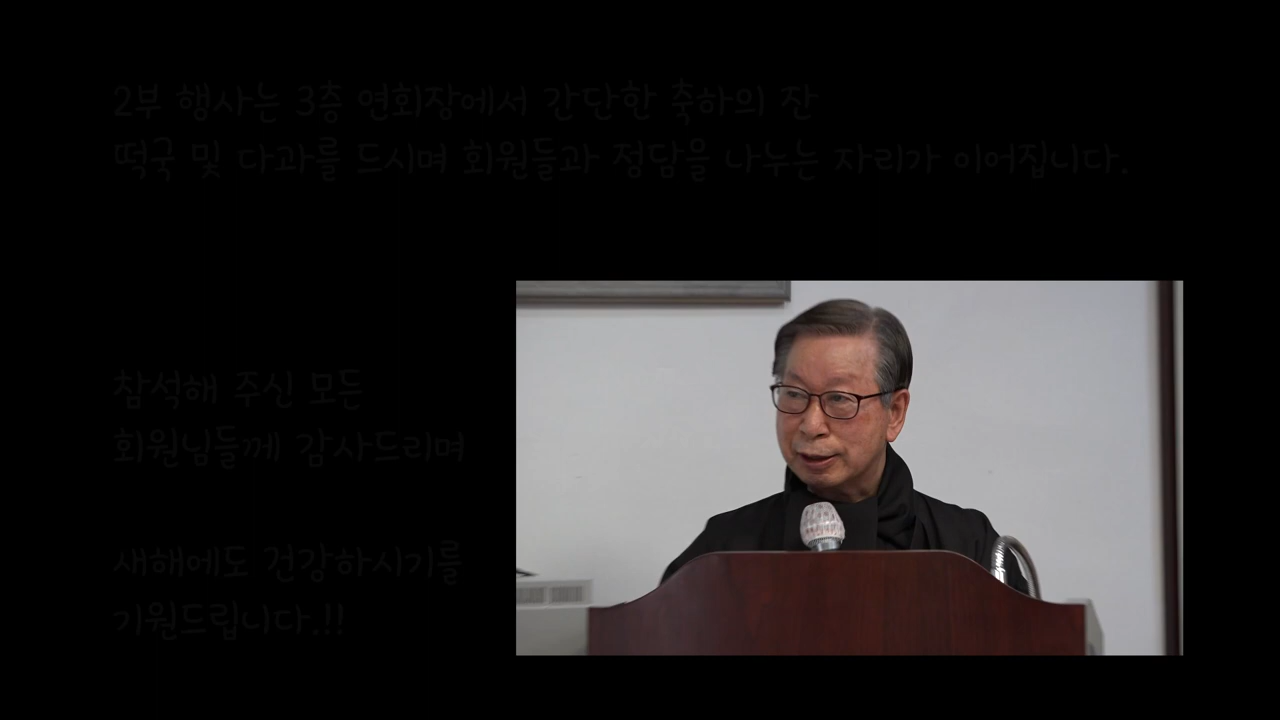 2부 행사는 3층 연회장에서 간단한 축하의 잔
떡국 및 다과를 드시며 회원들과 정담을 나누는 자리가 이어집니다.
참석해 주신 모든
회원님들께 감사드리며
새해에도 건강하시기를
기원드립니다.!!